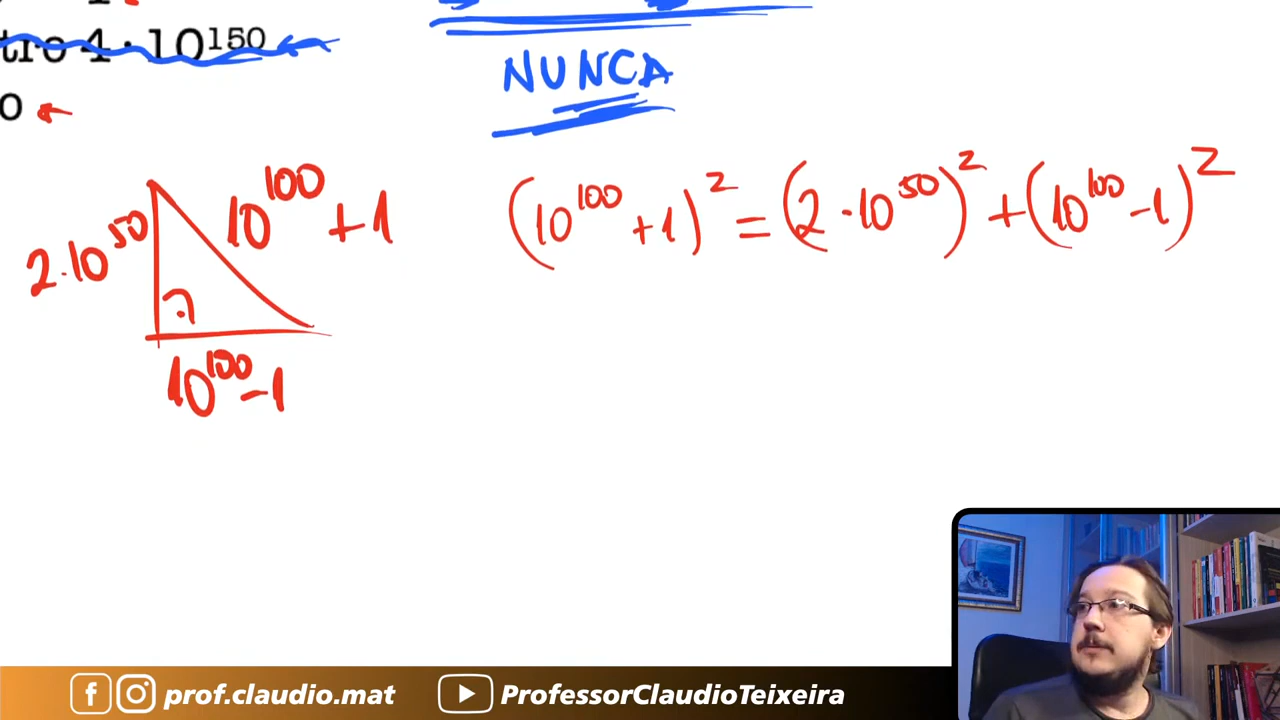 tro 4 · 10¹⁵⁰
NUNCA
0
2·10⁵⁰
10¹⁰⁰ + 1
?
10¹⁰⁰ - 1
(10¹⁰⁰ + 1)² = (2 · 10⁵⁰)² + (10¹⁰⁰ - 1)²
prof.claudio.mat ProfessorClaudioTeixeira